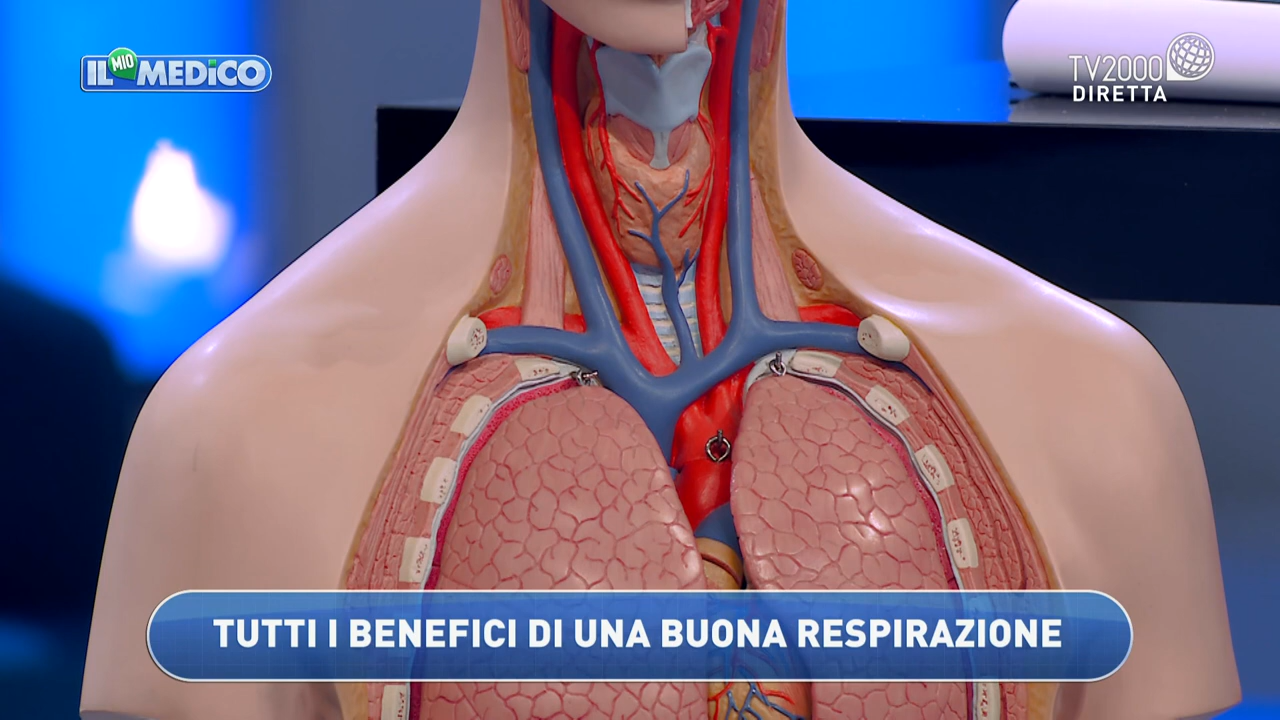 IL MIO MEDICO
TV2000
DIRETTA
TUTTI I BENEFICI DI UNA BUONA RESPIRAZIONE